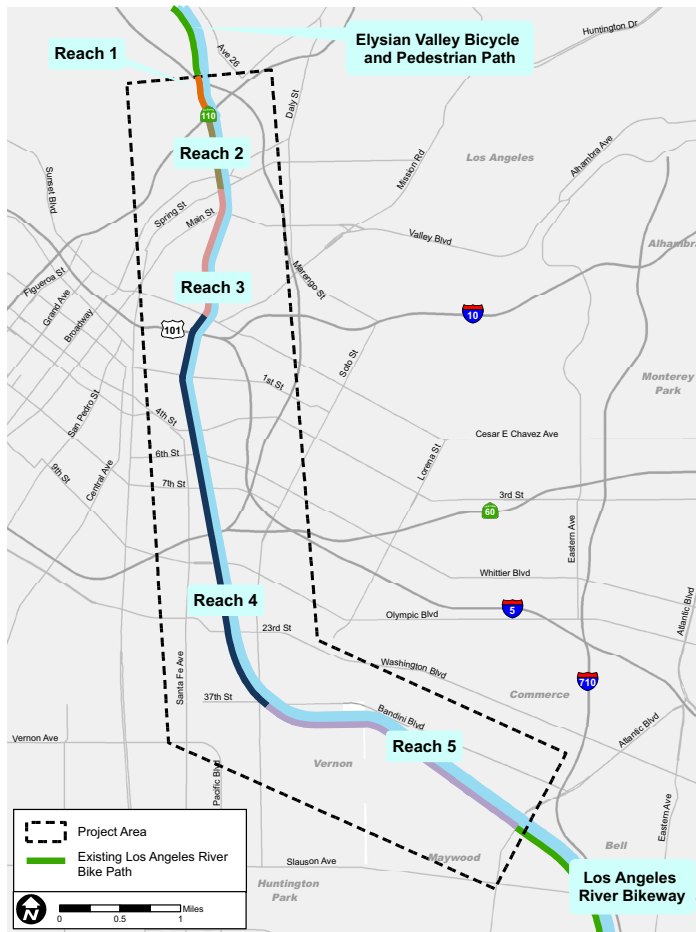 Elysian Valley Bicycle
and Pedestrian Path
Reach 1
Huntington Dr
Ave 26
Daly St
110
Reach 2
Los Angeles
Alhambra Ave
Mission Rd
Sunset Blvd
Spring St
Main St
Valley Blvd
Alhambra
Figueroa St
Marengo St
Grand Ave
Reach 3
Broadway
101
10
Soto St
1st St
Monterey
Park
San Pedro St
4th St
Cesar E Chavez Ave
6th St
Lorena St
9th St
Central Ave
7th St
3rd St
60
Eastern Ave
Whittier Blvd
Reach 4
5
Olympic Blvd
Atlantic Blvd
23rd St
Santa Fe Ave
Washington Blvd
710
37th St
Commerce
Bandini Blvd
Atlantic Blvd
Vernon Ave
Reach 5
Vernon
Pacific Blvd
Eastern Ave
Project Area
Existing Los Angeles River
Bike Path
Slauson Ave
Maywood
Bell
Huntington
Park
Los Angeles
River Bikeway
N
0 0.5 1 Miles